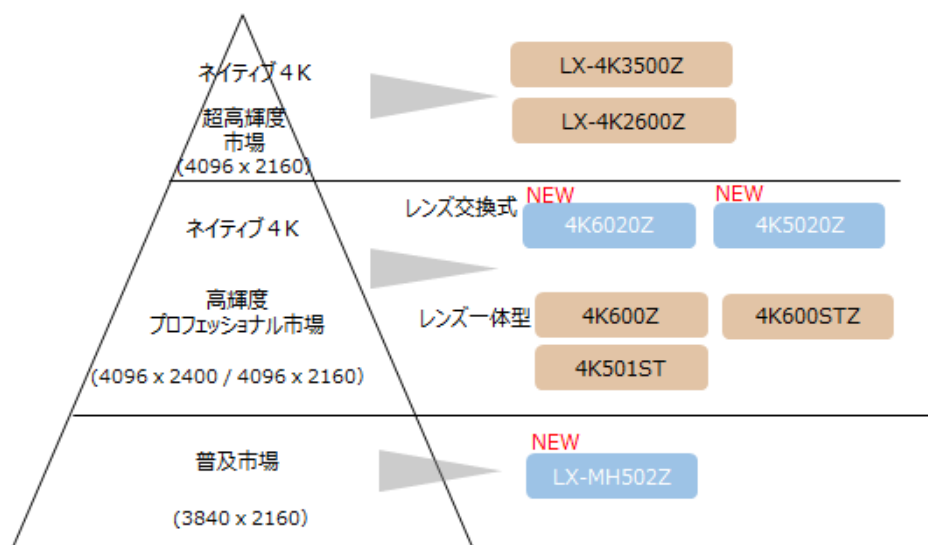 ネイティブ４K
超高輝度
市場
(4096 x 2160)
LX-4K3500Z
LX-4K2600Z
ネイティブ４K
高輝度
プロフェッショナル市場
(4096 x 2400 / 4096 x 2160)
レンズ交換式
NEW
4K6020Z
NEW
4K5020Z
レンズ一体型
4K600Z
4K600STZ
4K501ST
普及市場
(3840 x 2160)
NEW
LX-MH502Z